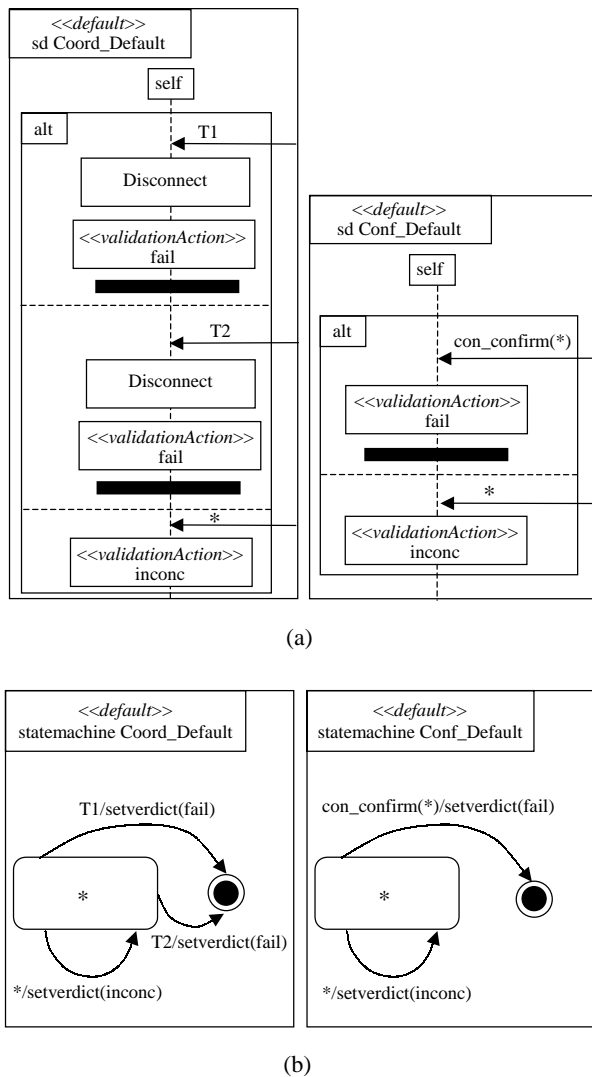 <<default>>
sd Coord_Default
self
alt
T1
Disconnect
<<validationAction>>
fail
T2
Disconnect
<<validationAction>>
fail
*
<<validationAction>>
inconc
<<default>>
sd Conf_Default
self
alt
con_confirm(*)
<<validationAction>>
fail
*
<<validationAction>>
inconc
(a)
<<default>>
statemachine Coord_Default
T1/setverdict(fail)
*
T2/setverdict(fail)
*/setverdict(inconc)
<<default>>
statemachine Conf_Default
con_confirm(*)/setverdict(fail)
*
*/setverdict(inconc)
(b)